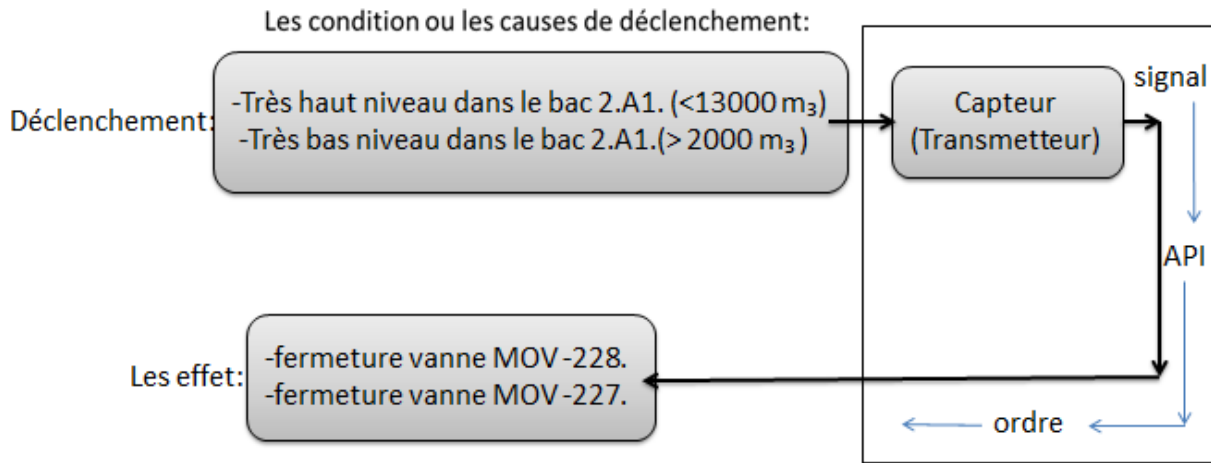 Les condition ou les causes de déclenchement:
Déclenchement:
-Très haut niveau dans le bac 2.A1. (<13000 m₃)
-Très bas niveau dans le bac 2.A1.(> 2000 m₃ )
Capteur
(Transmetteur)
signal
API
Les effet:
-fermeture vanne MOV -228.
-fermeture vanne MOV -227.
ordre